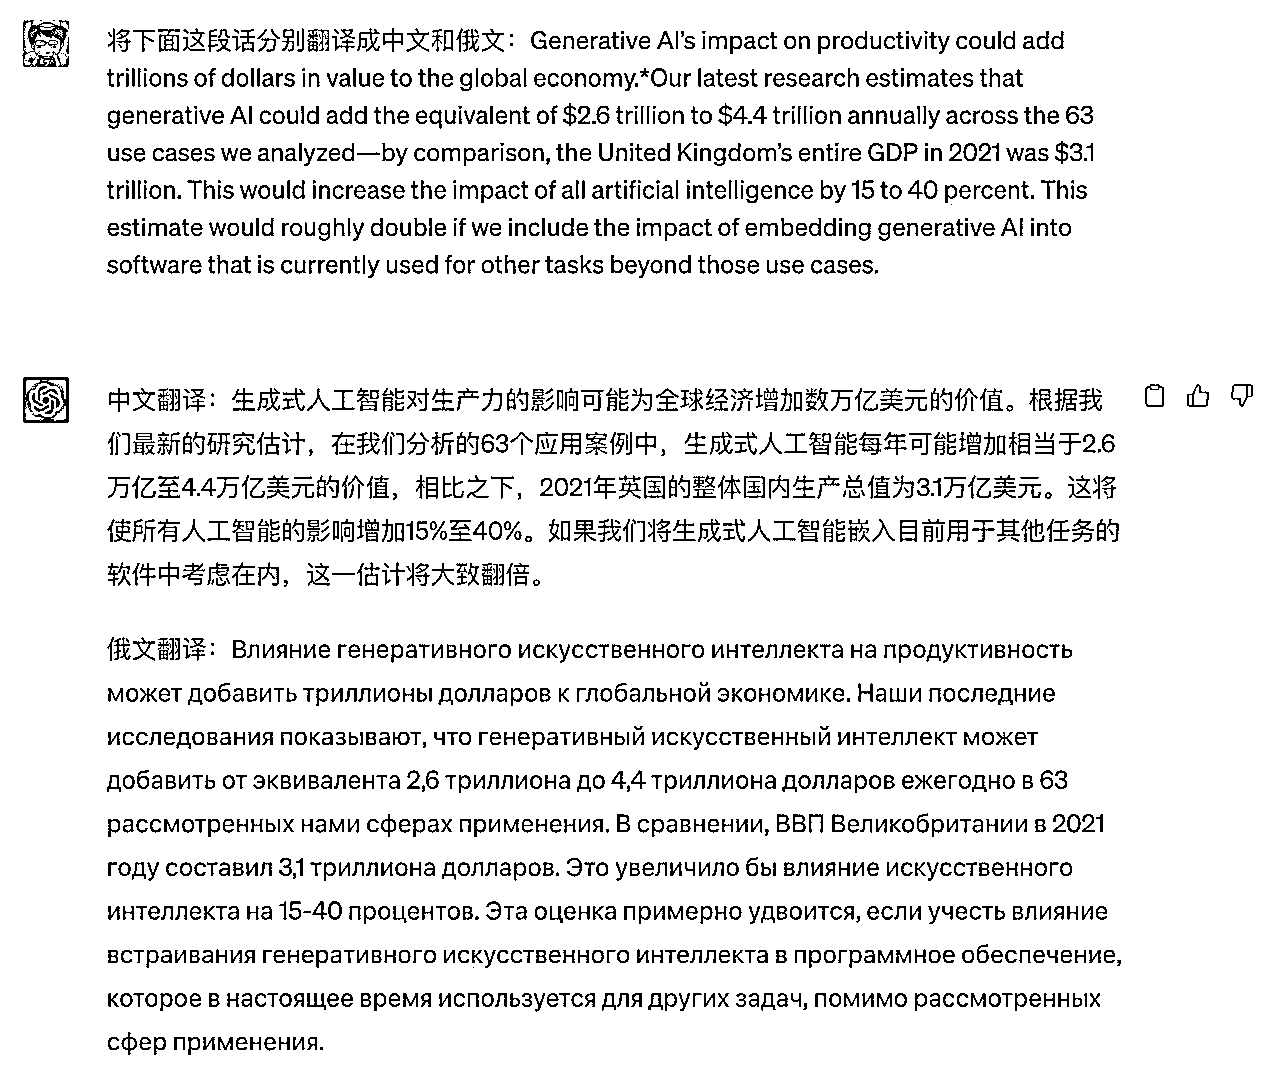 将下面这段话分别翻译成中文和俄文：Generative AI’s impact on productivity could add
trillions of dollars in value to the global economy.*Our latest research estimates that
generative AI could add the equivalent of $2.6 trillion to $4.4 trillion annually across the 63
use cases we analyzed—by comparison, the United Kingdom’s entire GDP in 2021 was $3.1
trillion. This would increase the impact of all artificial intelligence by 15 to 40 percent. This
estimate would roughly double if we include the impact of embedding generative AI into
software that is currently used for other tasks beyond those use cases.
中文翻译：生成式人工智能对生产力的影响可能为全球经济增加数万亿美元的价值。根据我
们最新的研究估计，在我们分析的63个应用案例中，生成式人工智能每年可能增加相当于2.6
万亿至4.4万亿美元的价值，相比之下，2021年英国的整体国内生产总值为3.1万亿美元。这将
使所有人工智能的影响增加15%至40%。如果我们将生成式人工智能嵌入目前用于其他任务的
软件中考虑在内，这一估计将大致翻倍。
俄文翻译：Влияние генеративного искусственного интеллекта на продуктивность
может добавить триллионы долларов к глобальной экономике. Наши последние
исследования показывают, что генеративный искусственный интеллект может
добавить от эквивалента 2,6 триллиона до 4,4 триллиона долларов ежегодно в 63
рассмотренных нами сферах применения. В сравнении, ВВП Великобритании в 2021
году составил 3,1 триллиона долларов. Это увеличило бы влияние искусственного
интеллекта на 15-40 процентов. Эта оценка примерно удвоится, если учесть влияние
встраивания генеративного искусственного интеллекта в программное обеспечение,
которое в настоящее время используется для других задач, помимо рассмотренных
сфер применения.